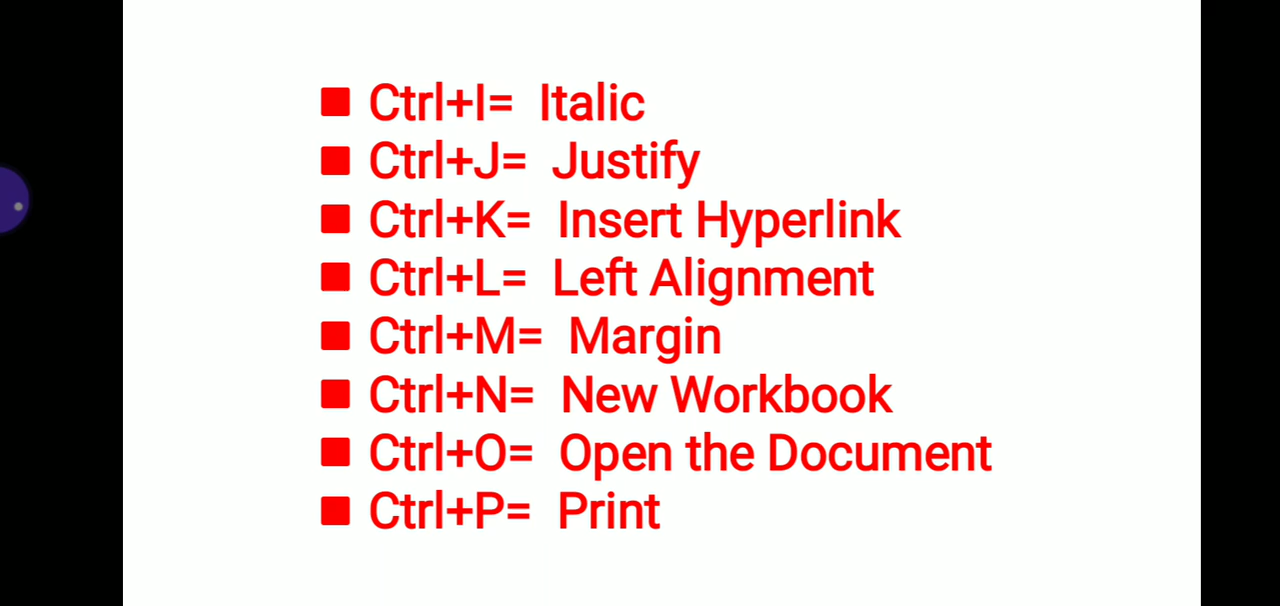 ■ Ctrl+I= Italic
■ Ctrl+J= Justify
■ Ctrl+K= Insert Hyperlink
■ Ctrl+L= Left Alignment
■ Ctrl+M= Margin
■ Ctrl+N= New Workbook
■ Ctrl+O= Open the Document
■ Ctrl+P= Print